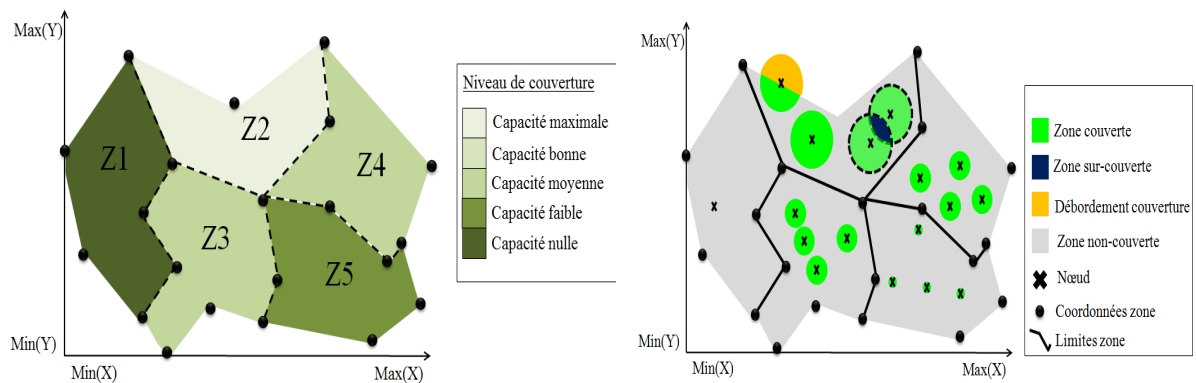 Max(Y)
Z1
Z2
Z3
Z4
Z5
Min(Y)
Min(X)
Max(X)
Niveau de couverture
Capacité maximale
Capacité bonne
Capacité moyenne
Capacité faible
Capacité nulle
Max(Y)
Min(Y)
Min(X)
Max(X)
Zone couverte
Zone sur-couverte
Débordement couverture
Zone non-couverte
Nœud
Coordonnées zone
Limites zone